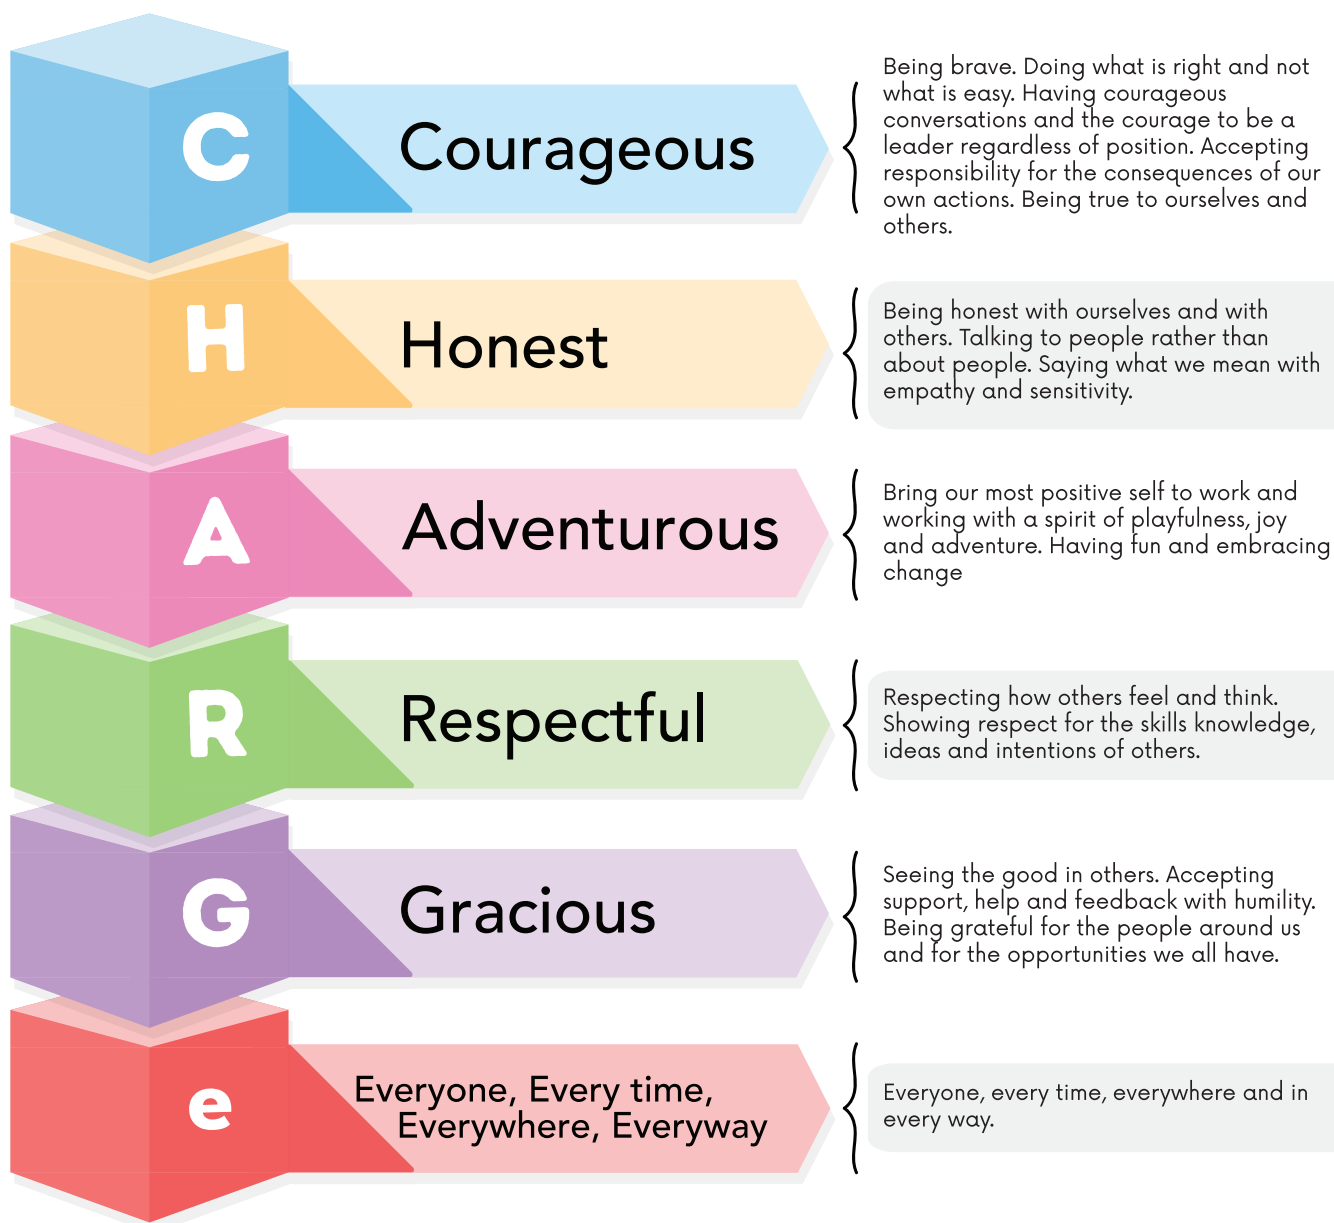 C
Courageous
Being brave. Doing what is right and not
what is easy. Having courageous
conversations and the courage to be a
leader regardless of position. Accepting
responsibility for the consequences of our
own actions. Being true to ourselves and
others.
H
Honest
Being honest with ourselves and with
others. Talking to people rather than
about people. Saying what we mean with
empathy and sensitivity.
A
Adventurous
Bring our most positive self to work and
working with a spirit of playfulness, joy
and adventure. Having fun and embracing
change
R
Respectful
Respecting how others feel and think.
Showing respect for the skills knowledge,
ideas and intentions of others.
G
Gracious
Seeing the good in others. Accepting
support, help and feedback with humility.
Being grateful for the people around us
and for the opportunities we all have.
e
Everyone, Every time,
Everywhere, Everyway
Everyone, every time, everywhere and in
every way.